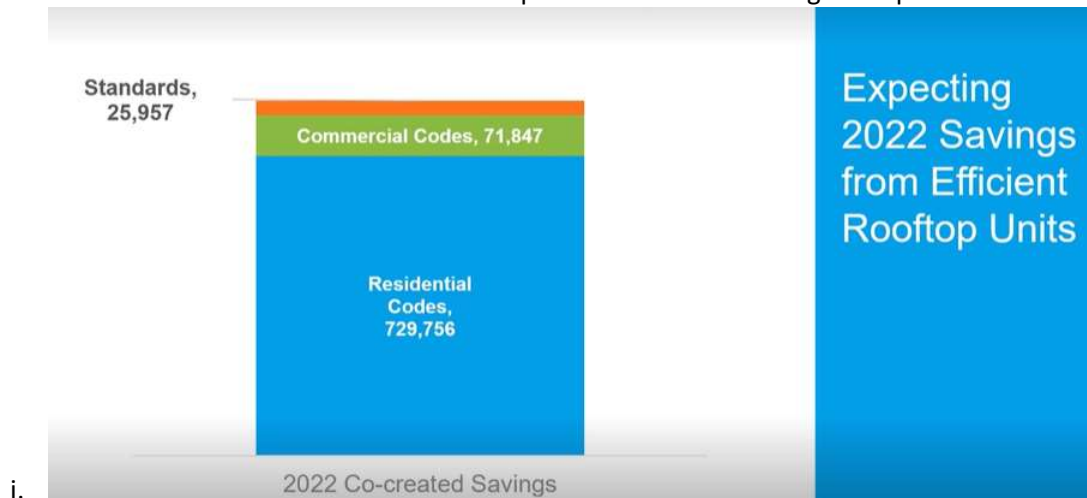 Standards,
25,957
Commercial Codes, 71,847
Residential
Codes,
729,756
2022 Co-created Savings
Expecting
2022 Savings
from Efficient
Rooftop Units
i.